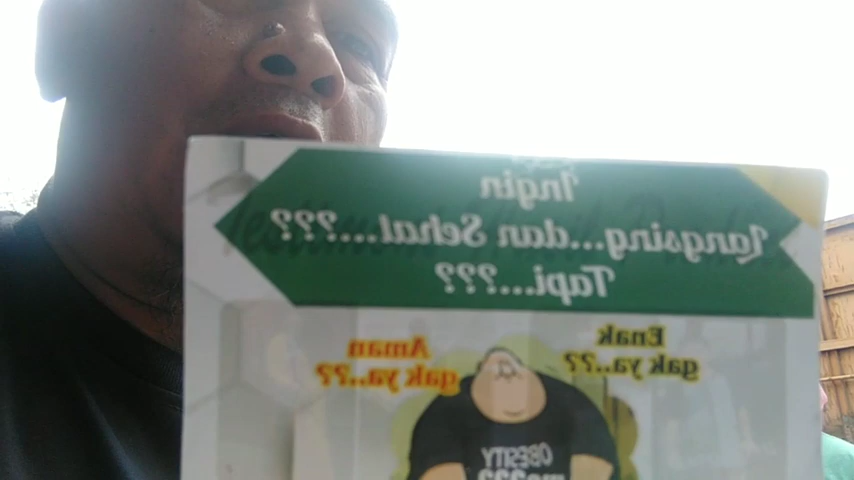 Ingin
Langsing...dan Sehat....???...
Tapi....???
Enak
gak ya..??
Aman
gak ya..??
OBESITY